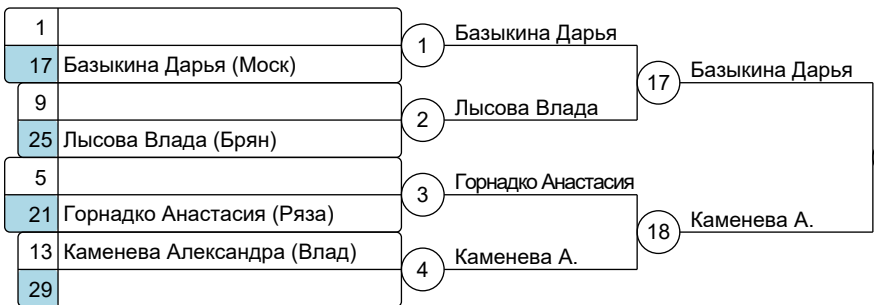 1
17 Базыкина Дарья (Моск)
9
25 Лысова Влада (Брян)
5
21 Горнадко Анастасия (Ряза)
13 Каменева Александра (Влад)
29
1 Базыкина Дарья
2 Лысова Влада
3 Горнадко Анастасия
4 Каменева А.
17 Базыкина Дарья
18 Каменева А.